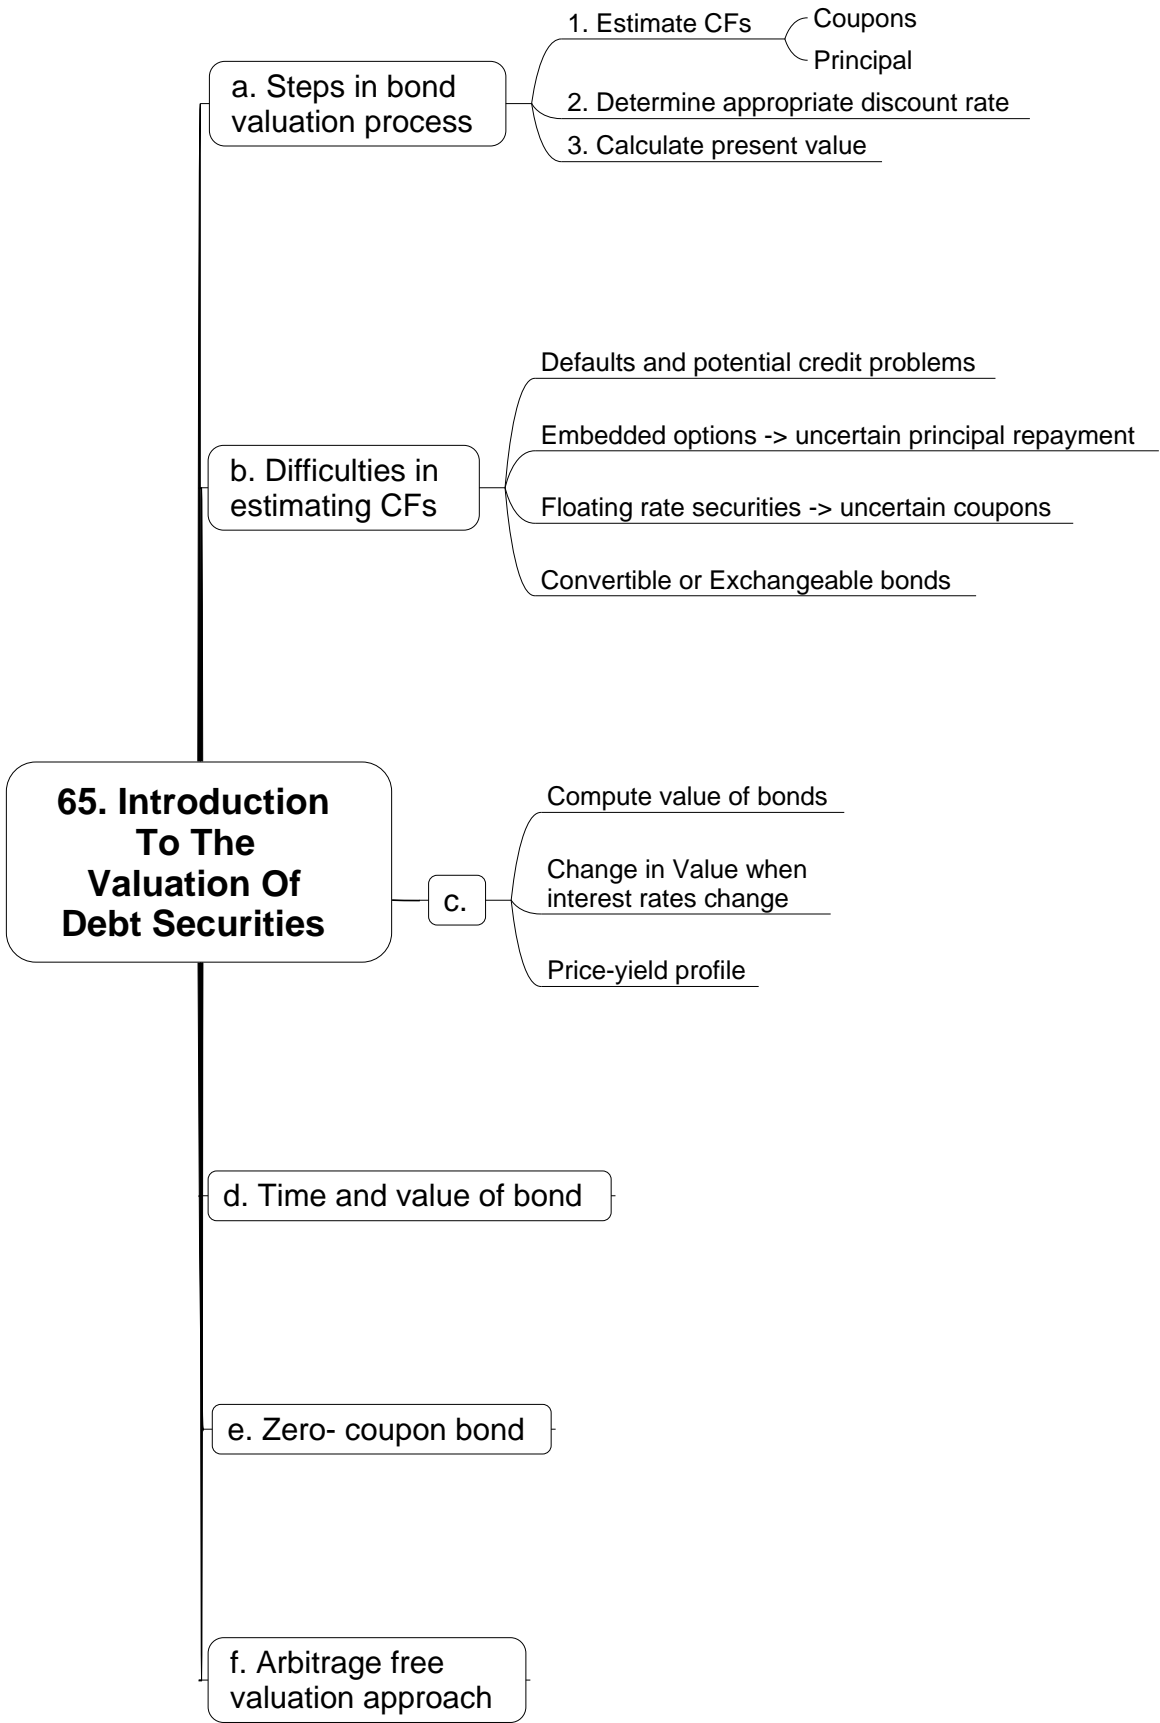 1. Estimate CFs
Coupons
Principal
a. Steps in bond
valuation process
2. Determine appropriate discount rate
3. Calculate present value
Defaults and potential credit problems
b. Difficulties in
estimating CFs
Embedded options -> uncertain principal repayment
Floating rate securities -> uncertain coupons
Convertible or Exchangeable bonds
65. Introduction
To The
Valuation Of
Debt Securities
c.
Compute value of bonds
Change in Value when
interest rates change
Price-yield profile
d. Time and value of bond
e. Zero- coupon bond
f. Arbitrage free
valuation approach